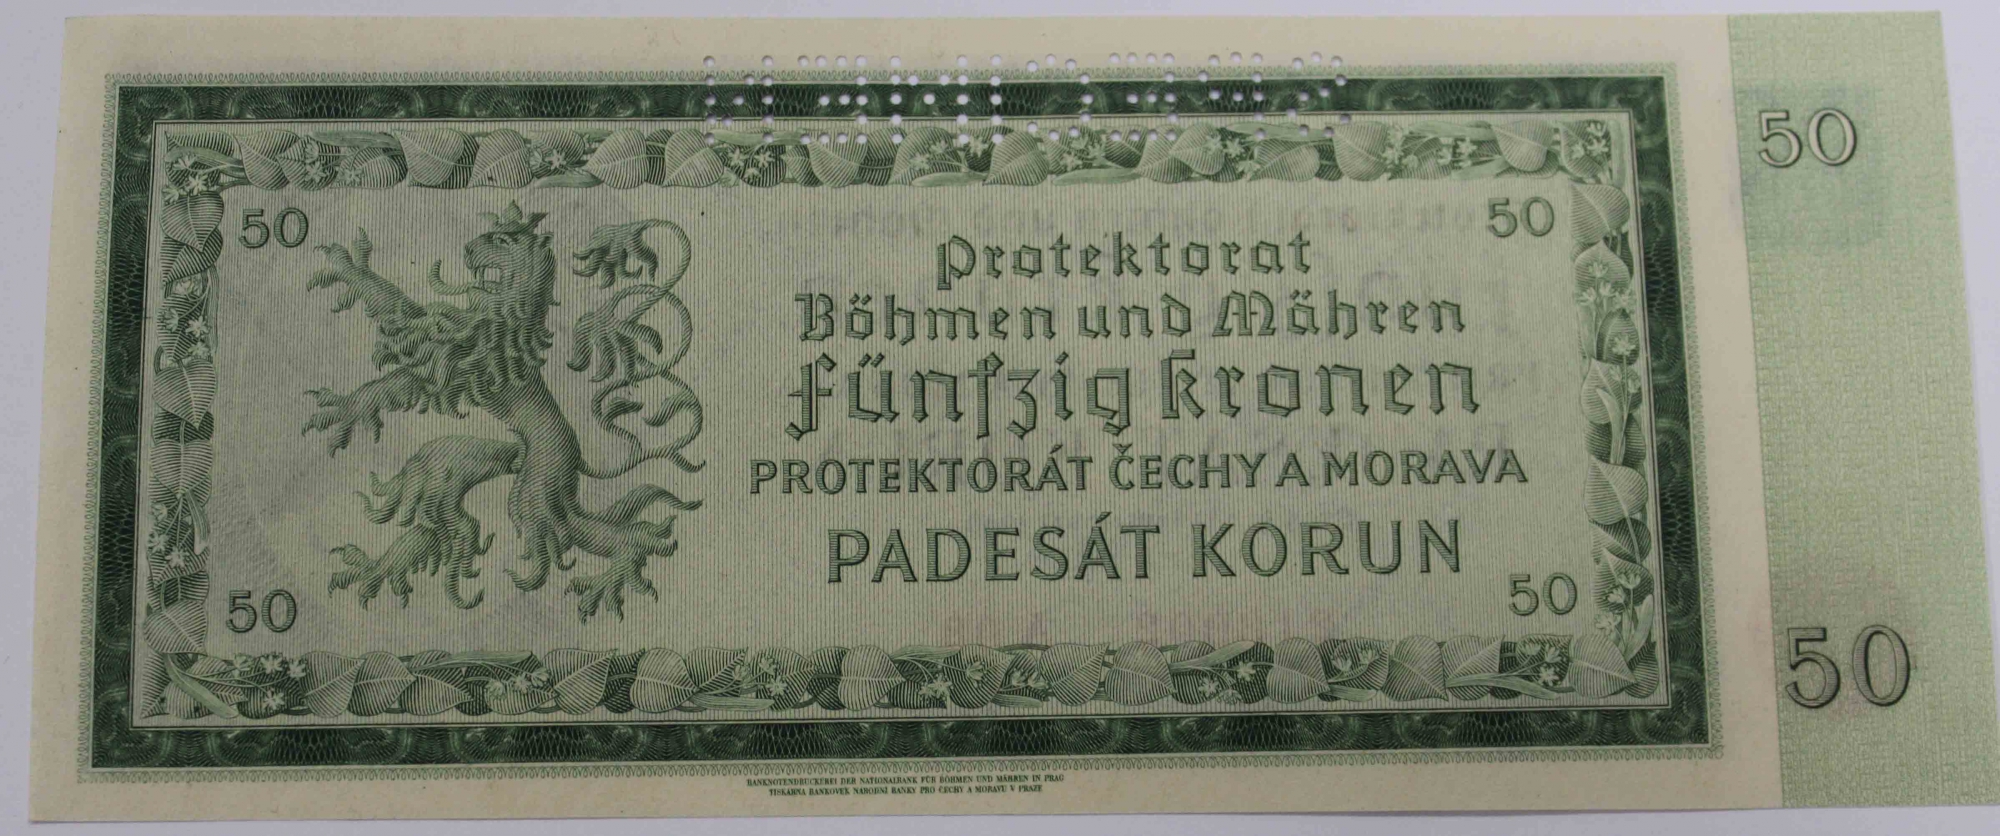 50
50
50
Protektorat
Böhmen und Mähren
Fünfzig Kronen
PROTEKTORÁT ČECHY A MORAVA
PADESÁT KORUN
50
50
50
BANKNOTENDRUCKEREI DER NATIONALBANK FÜR BÖHMEN UND MÄHREN IN PRAG
TISKÁRNA BANKOVEK NÁRODNÍ BANKY PRO ČECHY A MORAVU V PRAZE